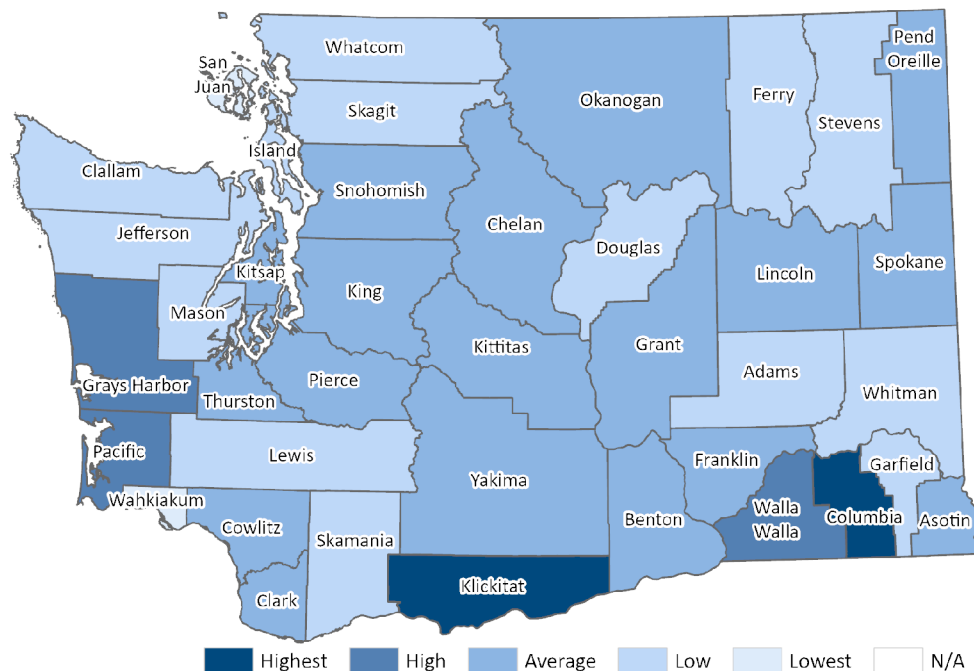 Whatcom
San
Juan
Skagit
Island
Clallam
Jefferson
Snohomish
Okanogan
Ferry
Stevens
Pend
Oreille
Chelan
Douglas
Kitsap
King
Mason
Lincoln
Spokane
Grays Harbor
Kittitas
Grant
Pierce
Thurston
Adams
Whitman
Pacific
Lewis
Yakima
Franklin
Garfield
Wahkiakum
Cowlitz
Skamania
Benton
Walla
Walla
Columbia
Asotin
Clark
Klickitat
Highest
High
Average
Low
Lowest
N/A